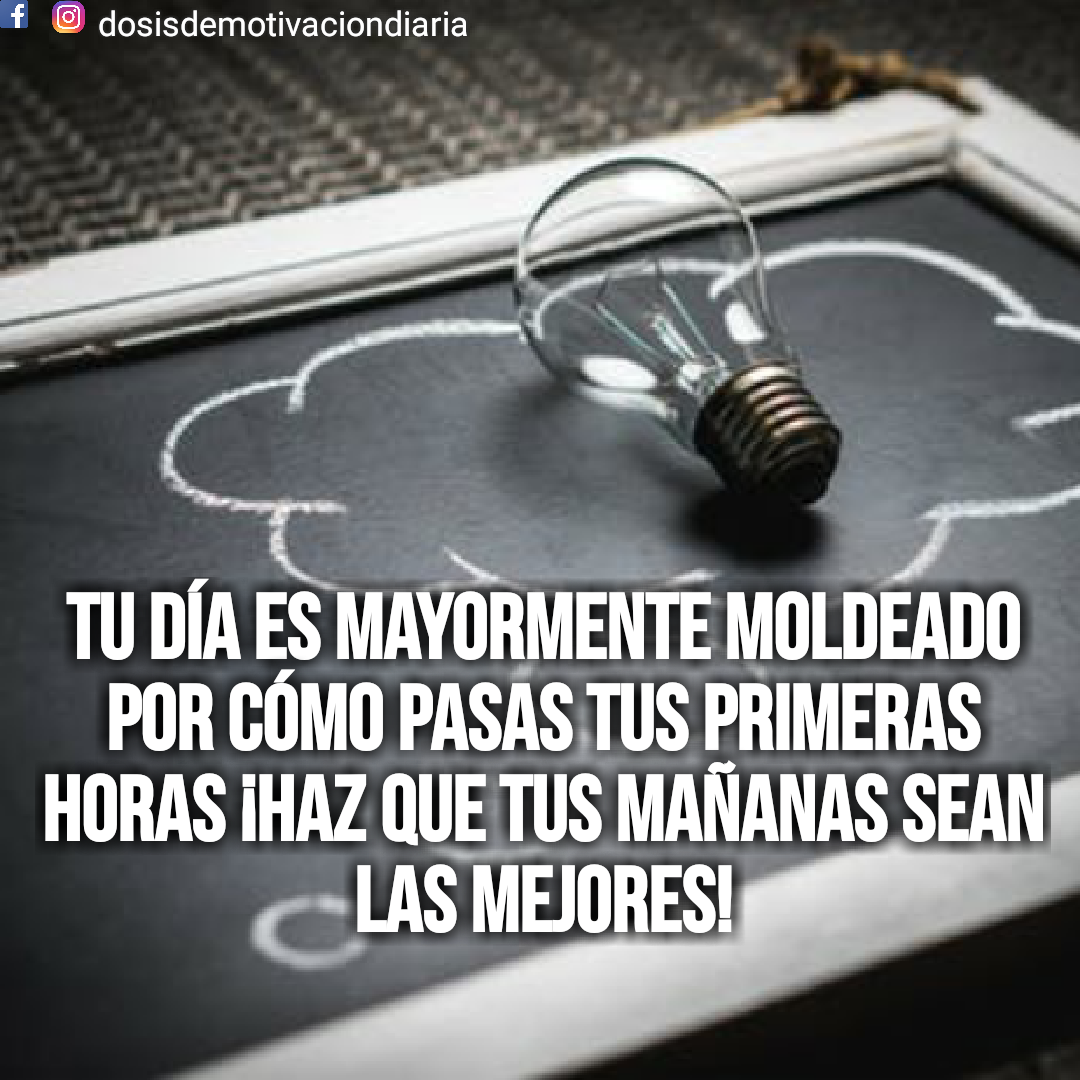 dosisdemotivaciondiaria
TU DÍA ES MAYORMENTE MOLDEADO
POR CÓMO PASAS TUS PRIMERAS
HORAS ¡HAZ QUE TUS MAÑANAS SEAN
LAS MEJORES!